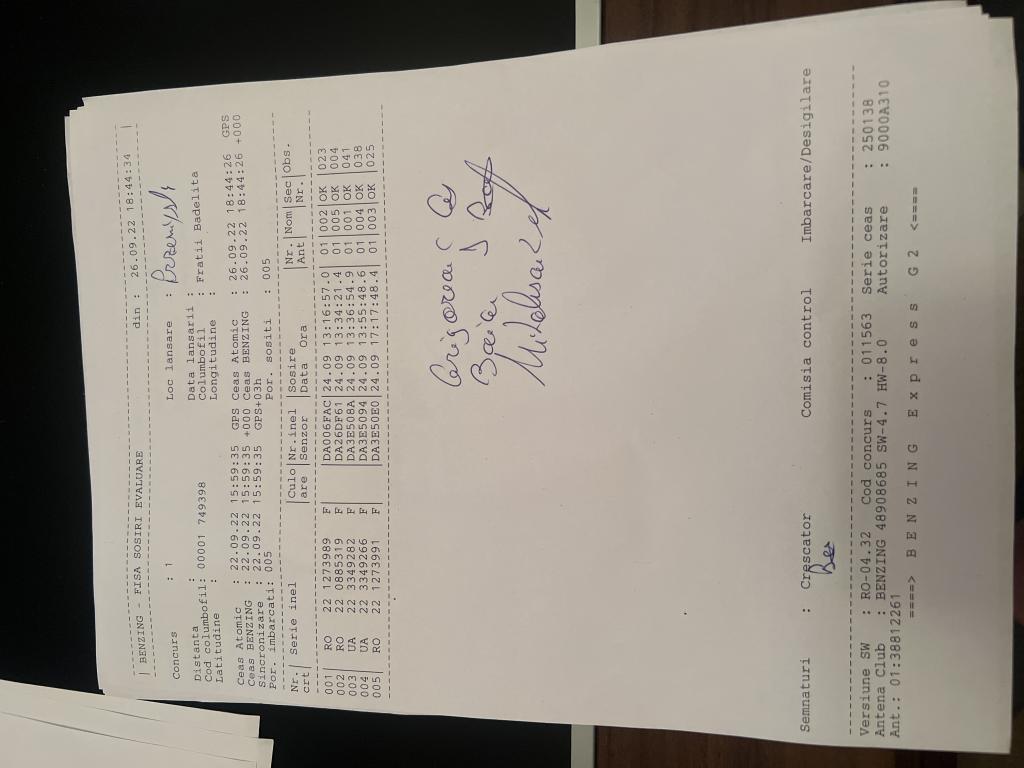 | BENZING - FISA SOSIRI EVALUARE din : 26.09.22 18:44:34 |
Concurs : 1 Loc lansare : Przemysl
Distanta : Data lansarii :
Cod columbofil: 00001 749398 Columbofil : Fratii Badelita
Latitudine : Longitudine :
Ceas Atomic : 22.09.22 15:59:35 GPS Ceas Atomic : 26.09.22 18:44:26 GPS
Ceas BENZING : 22.09.22 15:59:35 +000 Ceas BENZING : 26.09.22 18:44:26 +000
Sincronizare : 22.09.22 15:59:35 GPS+03h
Por. imbarcati: 005 Por. sositi : 005
Nr.| Serie inel |Culo|Nr.inel |Sosire |Nr. |Nom|Sec|Obs.
crt| |are |Senzor |Data Ora |Ant | |Nr.|
001| RO 22 1273989 F| |DA006FAC|24.09 13:16:57.0| 01|002|OK |023
002| RO 22 0885319 F| |DA26DF61|24.09 13:34:21.4| 01|005|OK |004
003| UA 22 3349282 F| |DA3E508A|24.09 13:36:54.9| 01|001|OK |041
004| UA 22 3349266 F| |DA3E5094|24.09 13:55:48.6| 01|004|OK |038
005| RO 22 1273991 F| |DA3E50E0|24.09 17:17:48.4| 01|003|OK |025
Semnaturi : Crescator Comisia control Imbarcare/Desigilare
Versiune SW : RO-04.32 Cod concurs : 011563 Serie ceas : 250138
Antena Club : BENZING 48908685 SW-4.7 HW-8.0 Autorizare : 9000A310
Ant.: 01:38812261
====> B E N Z I N G E x p r e s s G 2 <====